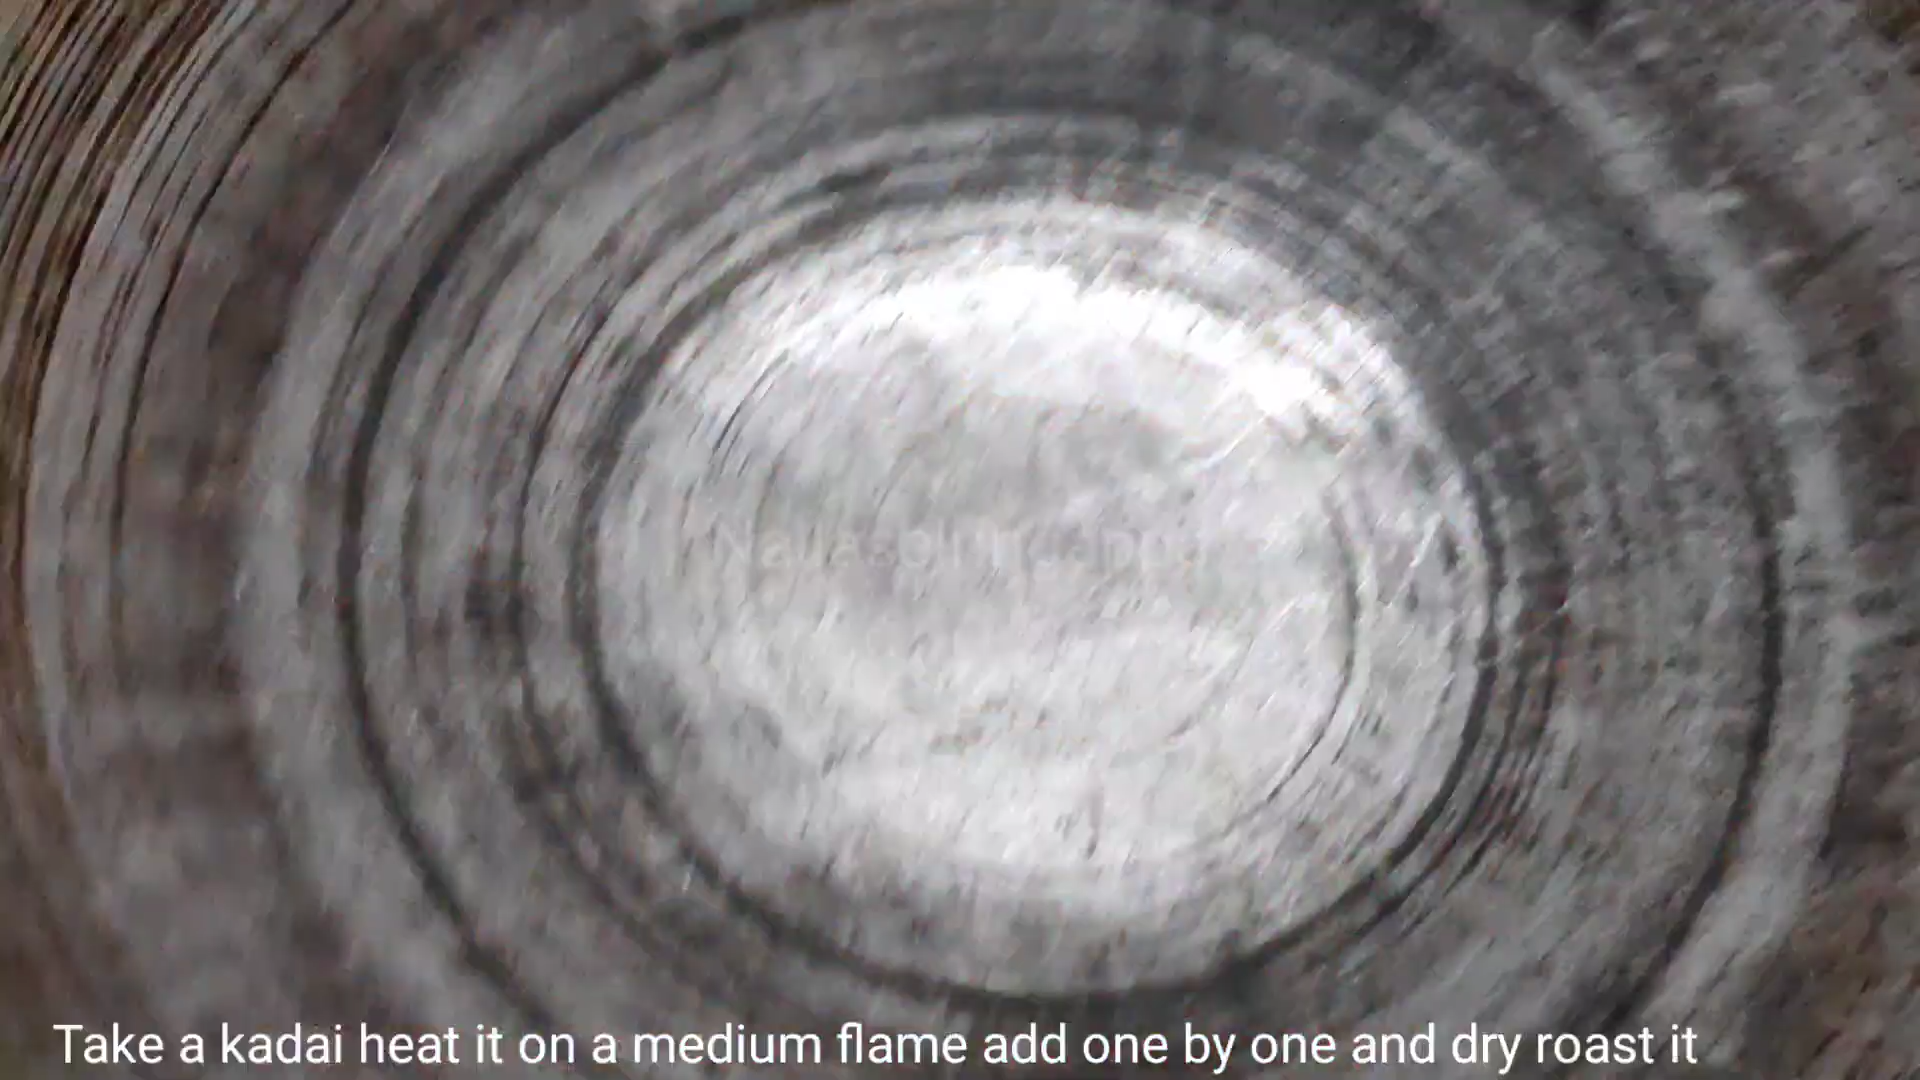 Take a kadai heat it on a medium flame add one by one and dry roast it